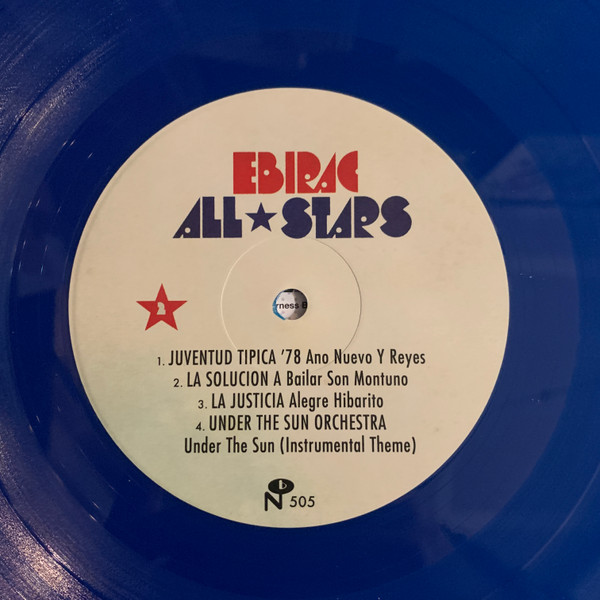 EBIRAC
ALL★STARS
2
rness B
1. JUVENTUD TIPICA '78 Ano Nuevo Y Reyes
2. LA SOLUCION A Bailar Son Montuno
3. LA JUSTICIA Alegre Hibarito
4. UNDER THE SUN ORCHESTRA
Under The Sun (Instrumental Theme)
N 505